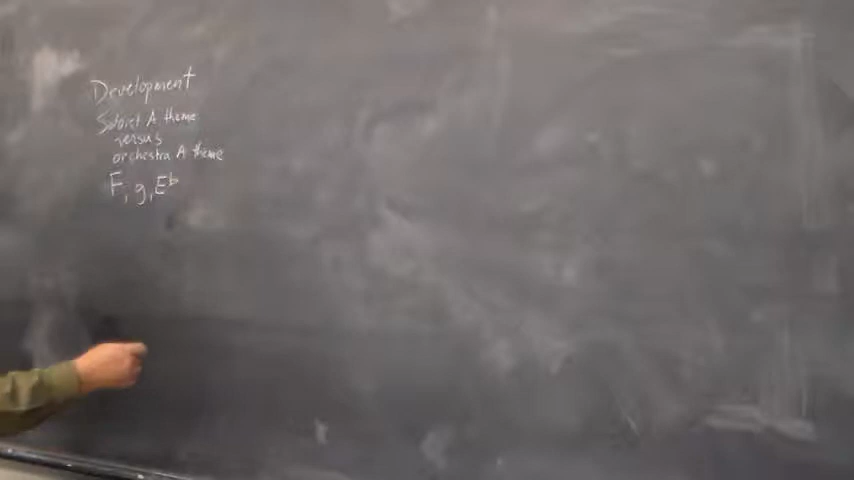 Development
Soloist A theme
versus
orchestra A theme
F, g, E♭